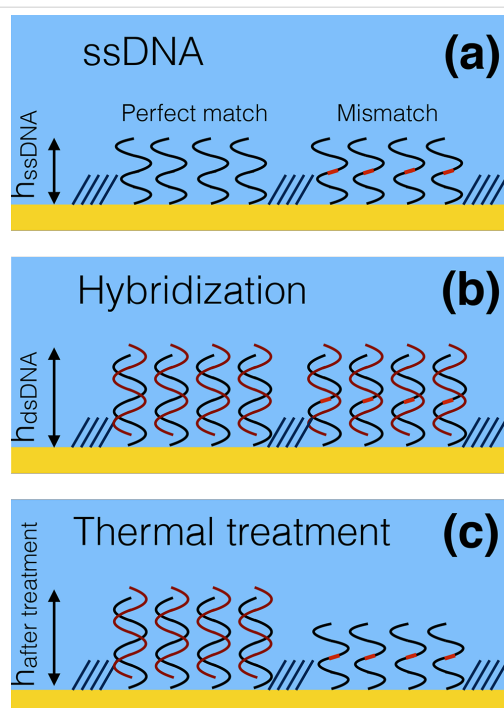 ssDNA
(a)
Perfect match
Mismatch
hssDNA
Hybridization
(b)
hdsDNA
Thermal treatment
(c)
hafter treatment